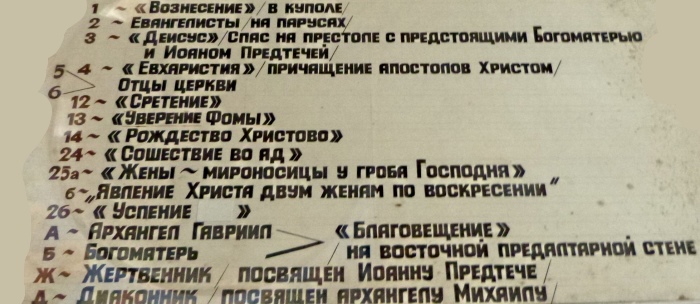 1 ~ «Вознесение» / в куполе /
2 ~ Евангелисты / на парусах /
3 ~ «Деисус» / Спас на престоле с предстоящими Богоматерью
и Иоаном Предтечей /
5 4 ~ «Евхаристия» / причащение апостолов Христом /
6 Отцы церкви
12 ~ «Сретение»
13 ~ «Уверение Фомы»
14 ~ «Рождество Христово»
24 ~ «Сошествие во ад»
25а ~ «Жены ~ мироносицы у гроба Господня»
б ~ „Явление Христа двум женам по воскресении"
26 ~ «Успение »
А ~ Архангел Гавриил «Благовещение»
Б ~ Богоматерь / на восточной предалтарной стене
Ж ~ Жертвенник / посвящен Иоанну Предтече /
Д ~ Диаконник / посвящен архангелу Михаилу /